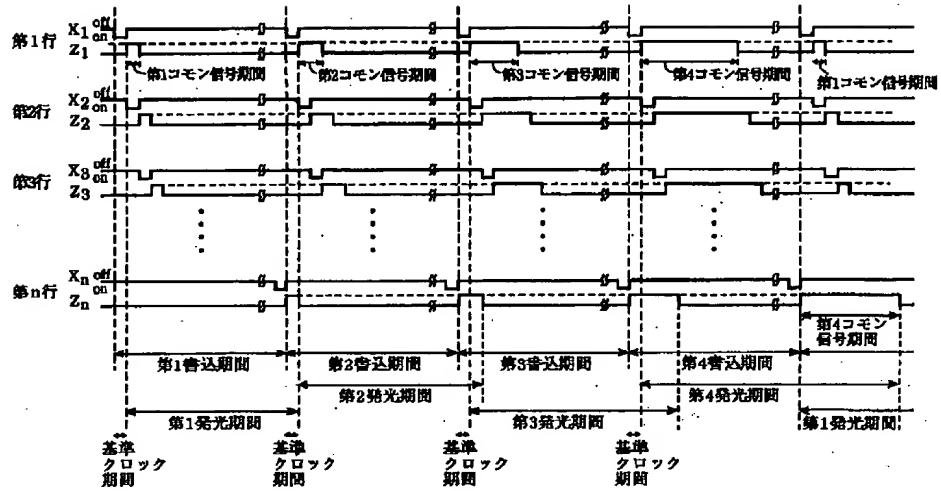 第1行
X1 off
on
Z1
第1コモン信号期間
第2コモン信号期間
第3コモン信号期間
第4コモン信号期間
第1コモン信号期間
第2行
X2 off
on
Z2
第3行
X3 off
on
Z3
第n行
Xn off
on
Zn
第4コモン
信号期間
第1書込期間
第2書込期間
第3書込期間
第4書込期間
第2発光期間
第4発光期間
第1発光期間
第3発光期間
第1発光期間
基準
クロック
期間
基準
クロック
期間
基準
クロック
期間
基準
クロック
期間